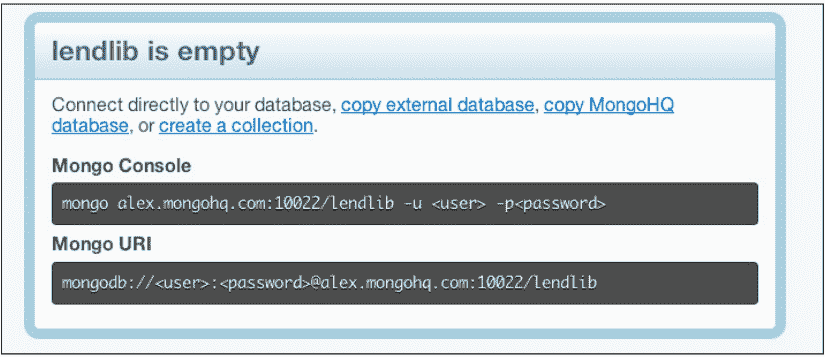 lendlib is empty
Connect directly to your database, copy external database, copy MongoHQ
database, or create a collection.
Mongo Console
mongo alex.mongohq.com:10022/lendlib -u <user> -p<password>
Mongo URI
mongodb://<user>:<password>@alex.mongohq.com:10022/lendlib